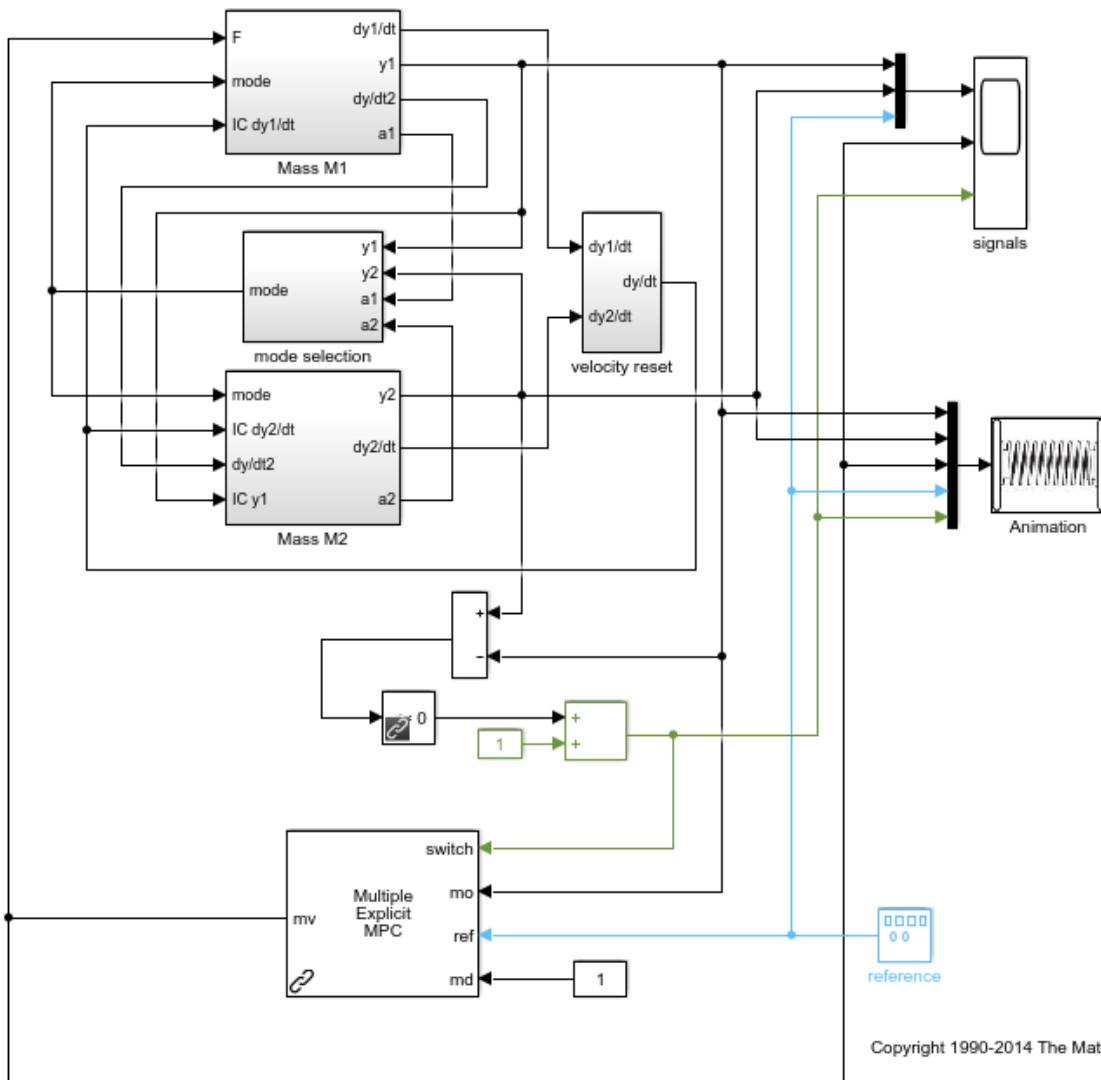 F
mode
IC dy1/dt
dy1/dt
y1
dy/dt2
a1
Mass M1
y1
y2
a1
a2
mode
mode selection
dy1/dt
dy2/dt
dy/dt
velocity reset
signals
mode
IC dy2/dt
dy/dt2
IC y1
y2
dy2/dt
a2
Mass M2
Animation
+
−
0
1
+
+
switch
mo
ref
md
mv
Multiple
Explicit
MPC
1
0 0
reference
Copyright 1990-2014 The Mat